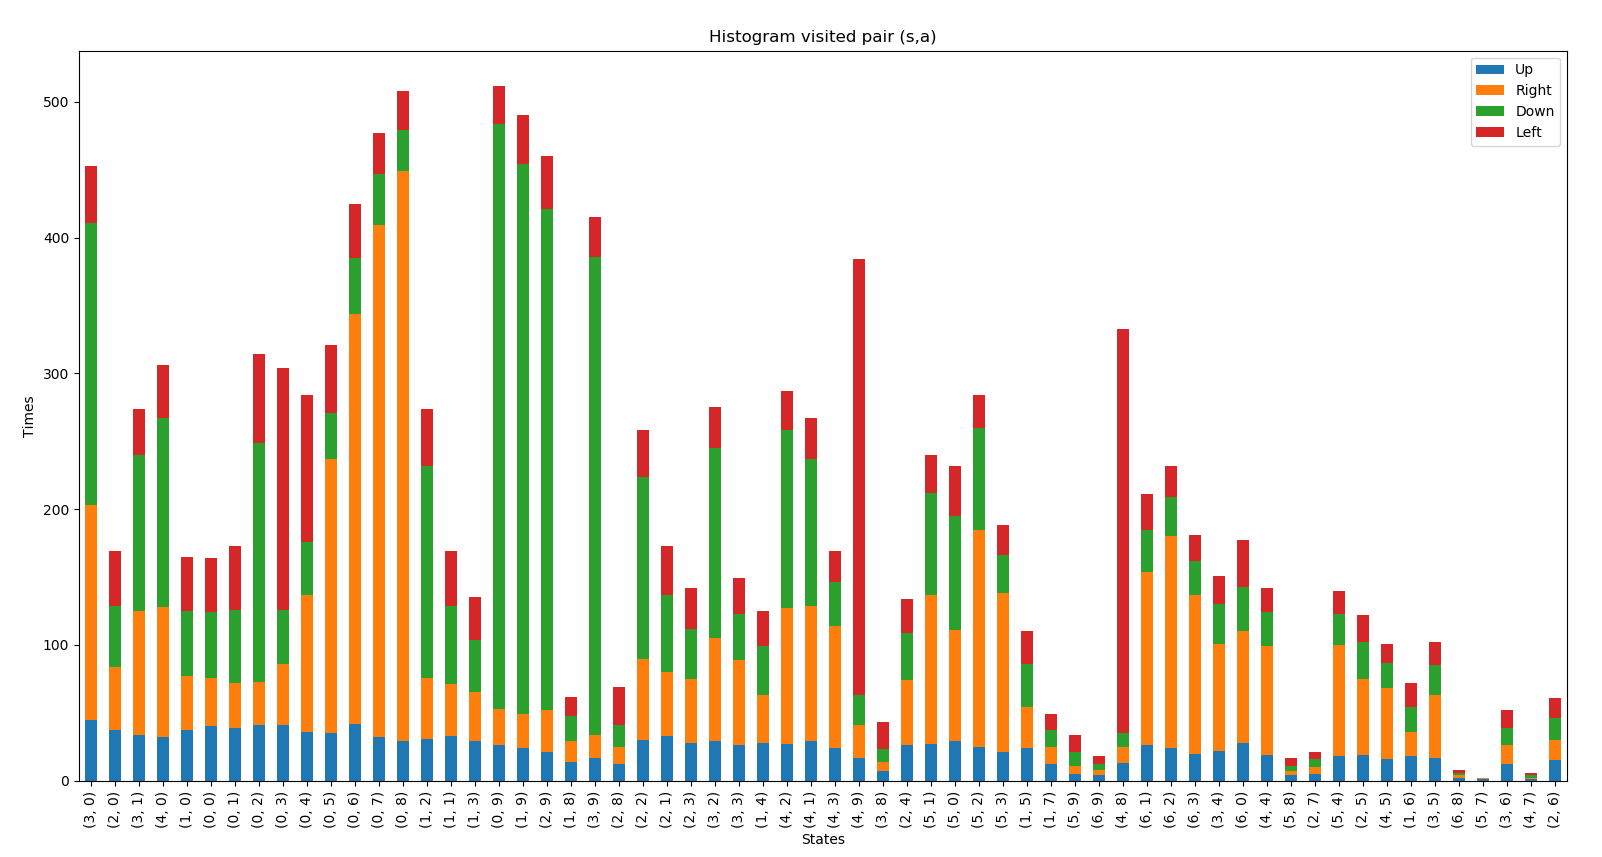 Histogram visited pair (s,a)
Up
Right
Down
Left
500
400
300
200
100
0
Times
(3, 0) (2, 0) (3, 1) (4, 0) (1, 0) (0, 0) (0, 1) (0, 2) (0, 3) (0, 4) (0, 5) (0, 6) (0, 7) (0, 8) (1, 2) (1, 1) (1, 3) (0, 9) (1, 9) (2, 9) (1, 8) (3, 9) (2, 8) (2, 2) (2, 1) (2, 3) (3, 2) (3, 3) (1, 4) (4, 2) (4, 1) (4, 3) (4, 9) (3, 8) (2, 4) (5, 1) (5, 0) (5, 2) (5, 3) (1, 5) (1, 7) (5, 9) (6, 9) (4, 8) (6, 1) (6, 2) (6, 3) (3, 4) (6, 0) (4, 4) (5, 8) (2, 7) (5, 4) (2, 5) (4, 5) (1, 6) (3, 5) (6, 8) (5, 7) (3, 6) (4, 7) (2, 6)
States